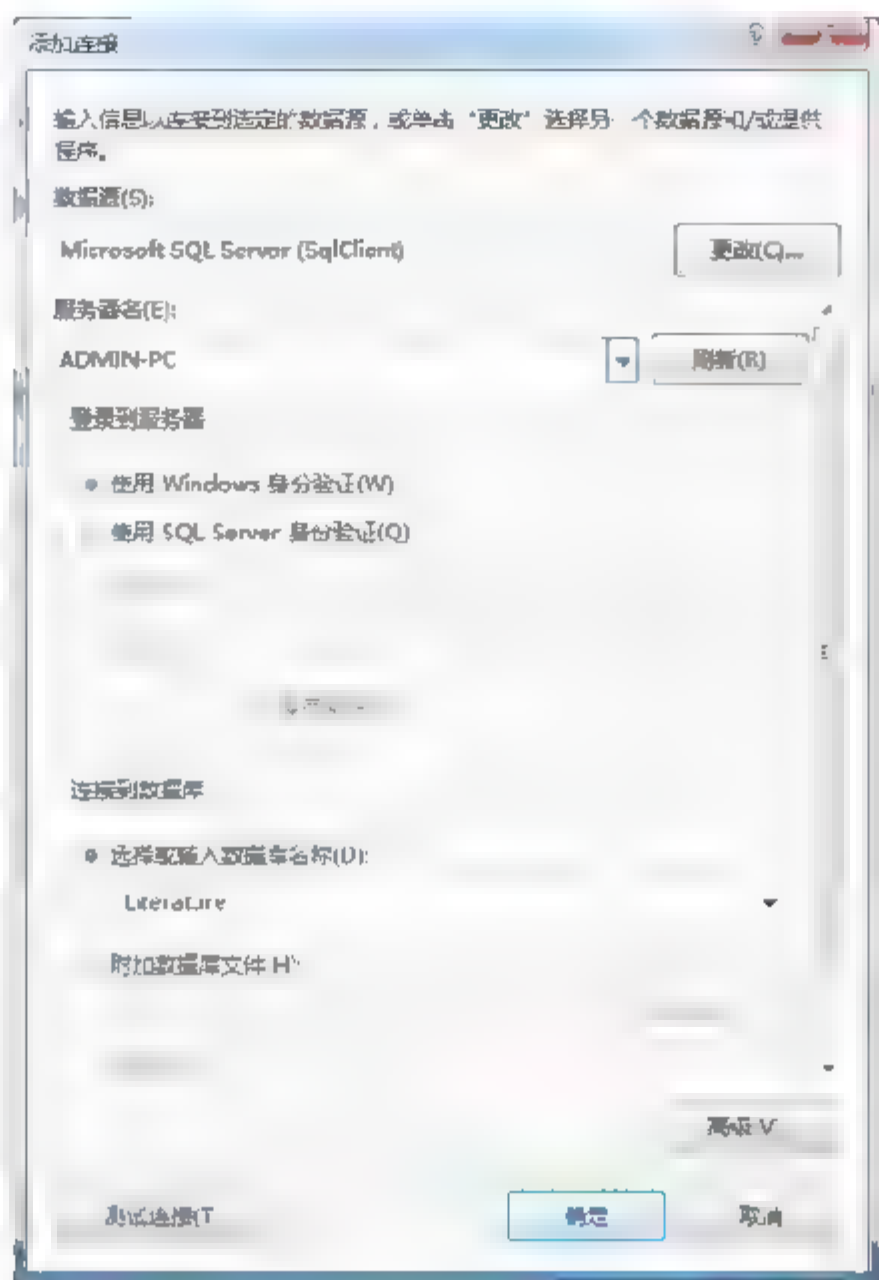 添加连接
输入信息以连接到选定的数据源，或单击“更改”选择另一个数据源和/或提供
程序。
数据源(S):
Microsoft SQL Server (SqlClient)
更改(C)...
服务器名(E):
ADMIN-PC
刷新(R)
登录到服务器
使用 Windows 身份验证(W)
使用 SQL Server 身份验证(Q)
连接到数据库
选择或输入数据库名称(D):
Literature
附加数据库文件(H)
高级(V)
测试连接(T)
确定
取消